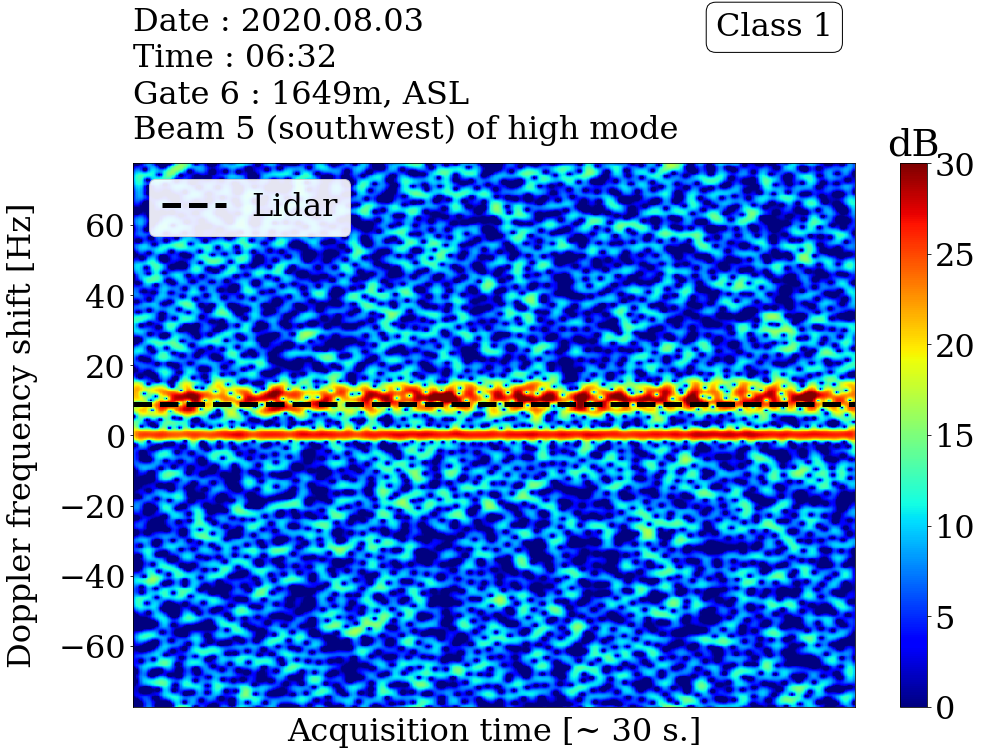 Date : 2020.08.03
Time : 06:32
Gate 6 : 1649m, ASL
Beam 5 (southwest) of high mode
Class 1
dB
Lidar
Doppler frequency shift [Hz]
60
40
20
0
−20
−40
−60
30
25
20
15
10
5
0
Acquisition time [~ 30 s.]